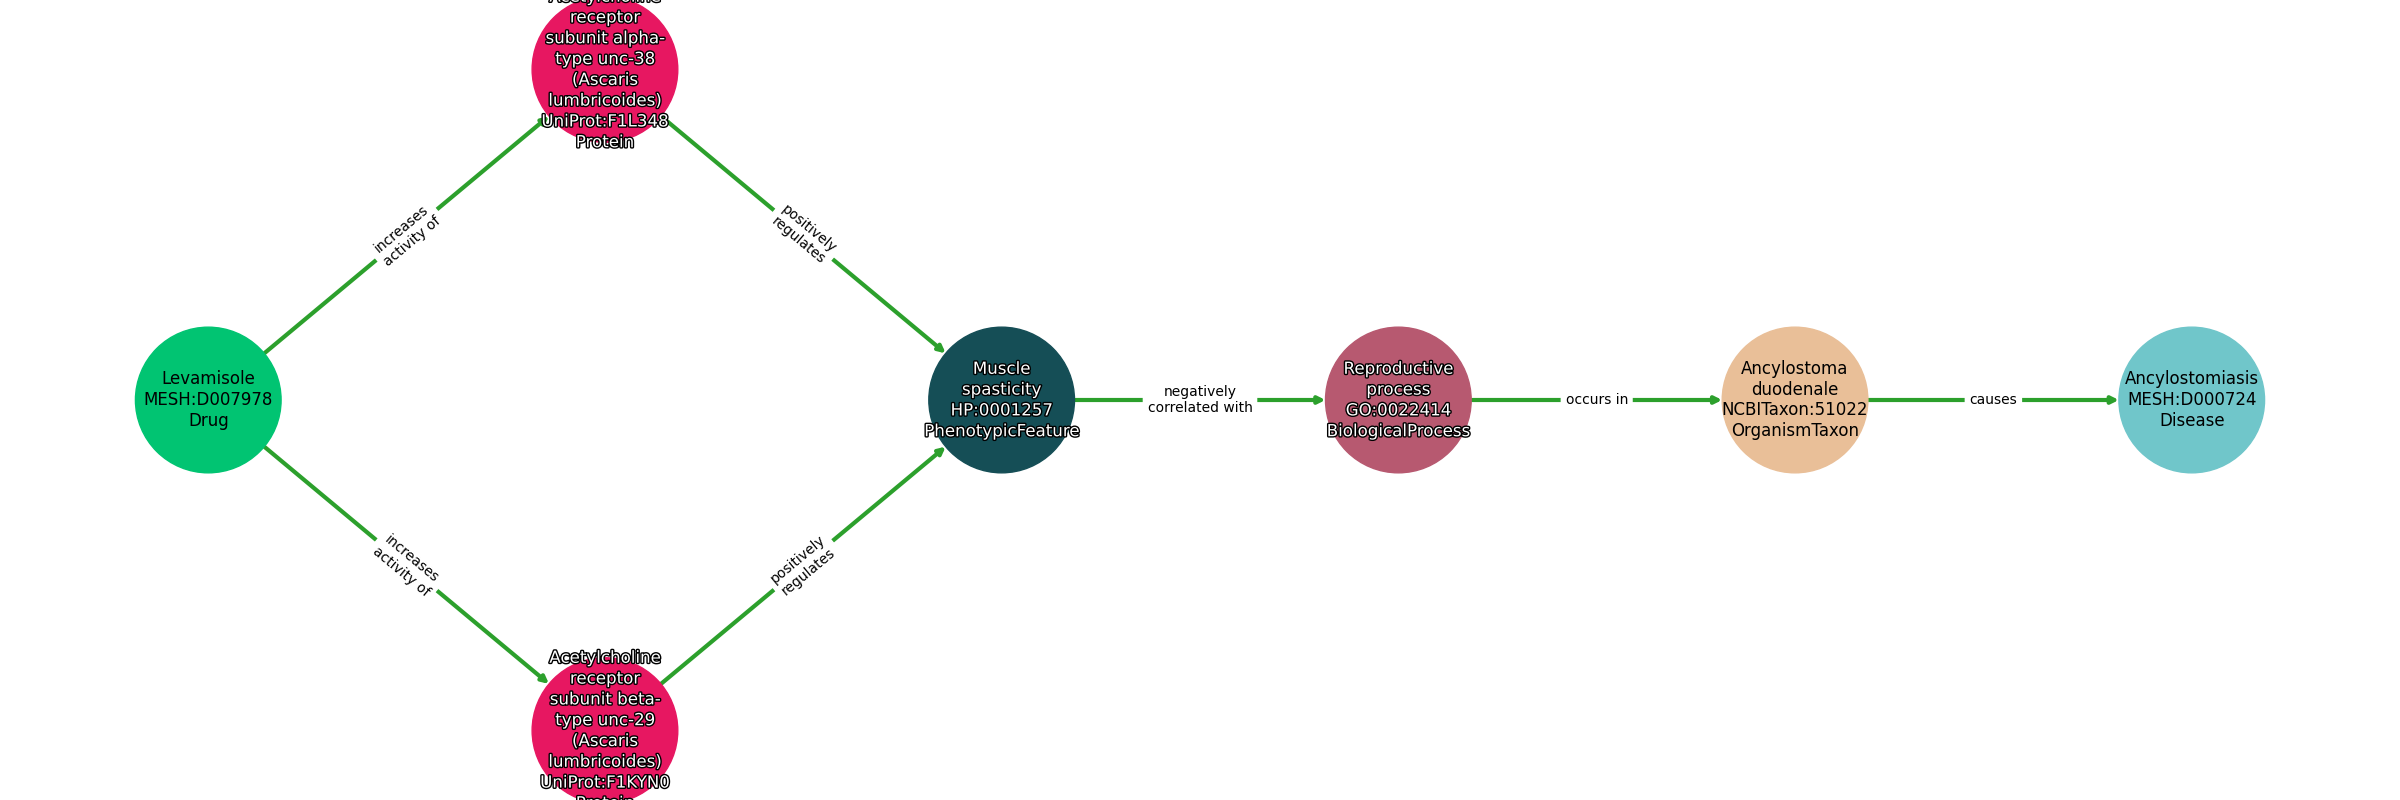 Acetylcholine
receptor
subunit alpha-
type unc-38
(Ascaris
lumbricoides)
UniProt:F1L348
Protein
increases
activity of
positively
regulates
Levamisole
MESH:D007978
Drug
Muscle
spasticity
HP:0001257
PhenotypicFeature
negatively
correlated with
Reproductive
process
GO:0022414
BiologicalProcess
occurs in
Ancylostoma
duodenale
NCBITaxon:51022
OrganismTaxon
causes
Ancylostomiasis
MESH:D000724
Disease
increases
activity of
positively
regulates
Acetylcholine
receptor
subunit beta-
type unc-29
(Ascaris
lumbricoides)
UniProt:F1KYN0
Protein